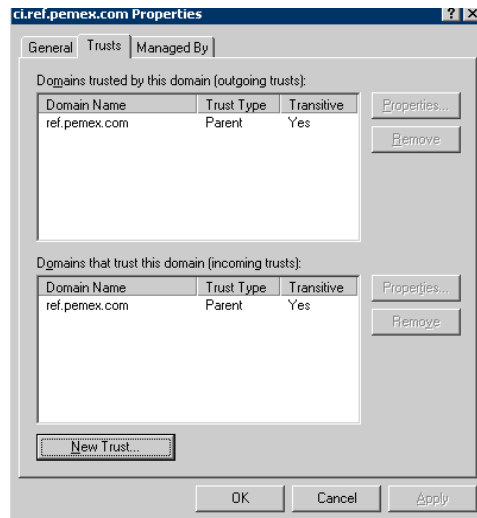 ci.ref.pemex.com Properties ? X
General Trusts Managed By
Domains trusted by this domain (outgoing trusts):
Domain Name Trust Type Transitive
ref.pemex.com Parent Yes
Properties...
Remove
Domains that trust this domain (incoming trusts):
Domain Name Trust Type Transitive
ref.pemex.com Parent Yes
Properties...
Remove
New Trust...
OK Cancel Apply